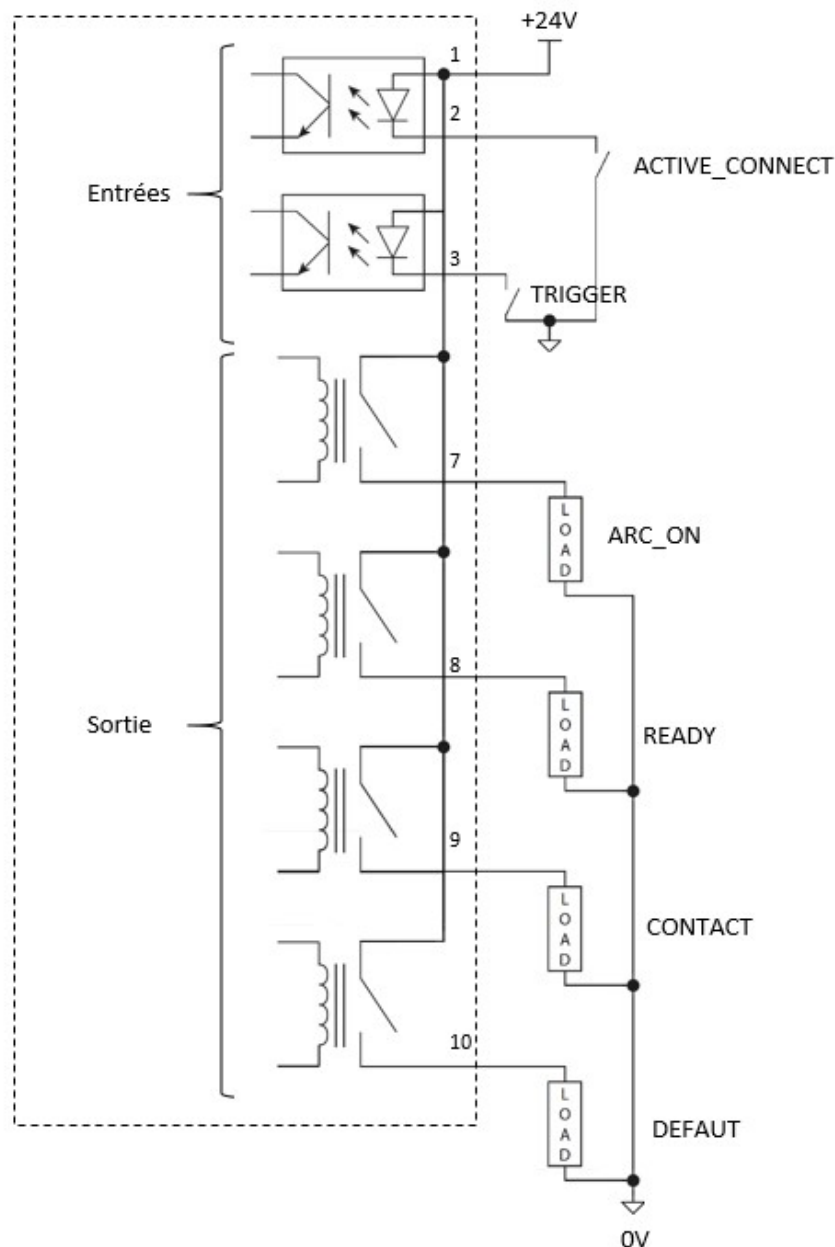 +24V
1
2
ACTIVE_CONNECT
Entrées
3
TRIGGER
7
LOAD
ARC_ON
8
LOAD
READY
Sortie
9
LOAD
CONTACT
10
LOAD
DEFAUT
0V